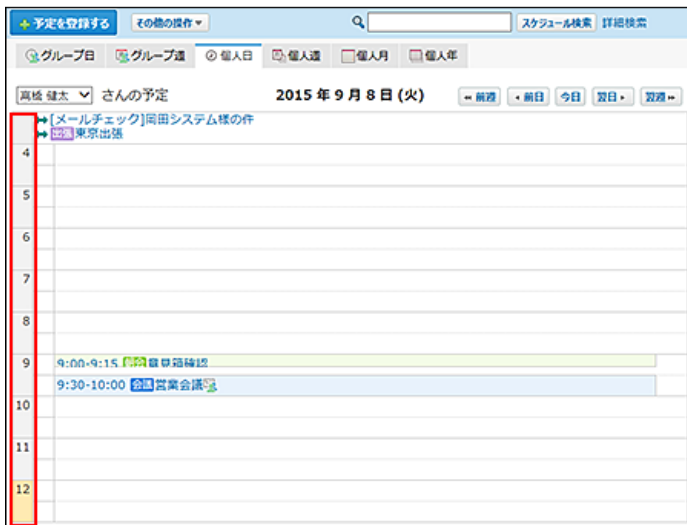 予定を登録する その他の操作 スケジュール検索 詳細検索
グループ日 グループ週 個人日 個人週 個人月 個人年
高橋 健太 さんの予定 2015 年 9 月 8 日 (火) 前週 前日 今日 翌日 翌週
[メールチェック]岡田システム様の件
出張 東京出張
4
5
6
7
8
9 9:00-9:15 意見箱確認
9:30-10:00 会議 営業会議
10
11
12